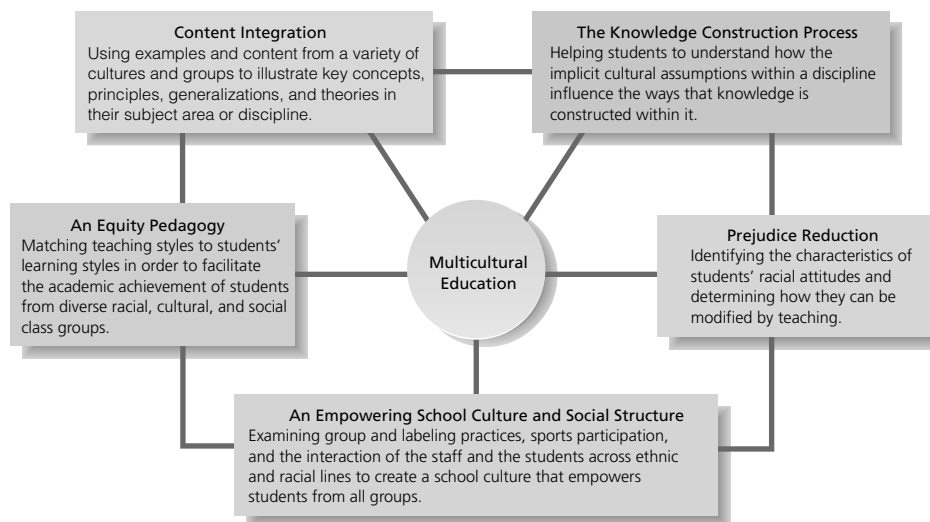 Content Integration
Using examples and content from a variety of
cultures and groups to illustrate key concepts,
principles, generalizations, and theories in
their subject area or discipline.
The Knowledge Construction Process
Helping students to understand how the
implicit cultural assumptions within a discipline
influence the ways that knowledge is
constructed within it.
An Equity Pedagogy
Matching teaching styles to students’
learning styles in order to facilitate
the academic achievement of students
from diverse racial, cultural, and social
class groups.
Multicultural
Education
Prejudice Reduction
Identifying the characteristics of
students’ racial attitudes and
determining how they can be
modified by teaching.
An Empowering School Culture and Social Structure
Examining group and labeling practices, sports participation,
and the interaction of the staff and the students across ethnic
and racial lines to create a school culture that empowers
students from all groups.